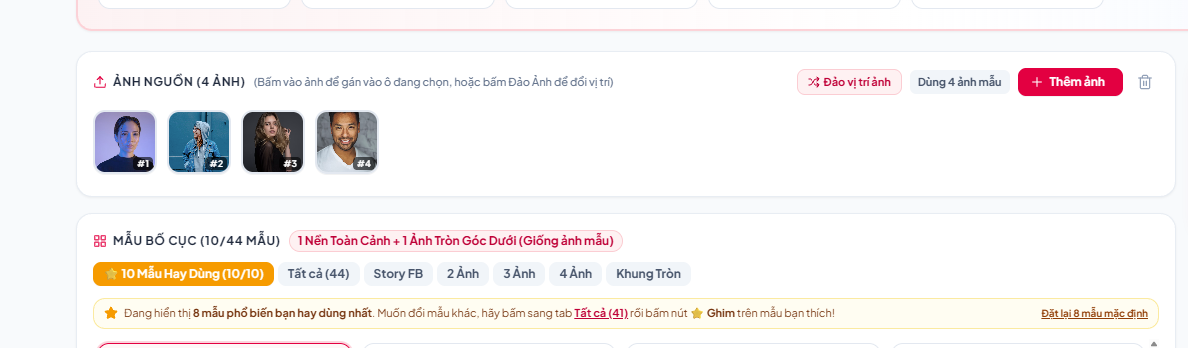 ẢNH NGUỒN (4 ẢNH) (Bấm vào ảnh để gán vào ô đang chọn, hoặc bấm Đảo Ảnh để đổi vị trí) Đảo vị trí ảnh Dùng 4 ảnh mẫu + Thêm ảnh
#1 #2 #3 #4
MẪU BỐ CỤC (10/44 MẪU) 1 Nền Toàn Cảnh + 1 Ảnh Tròn Góc Dưới (Giống ảnh mẫu)
10 Mẫu Hay Dùng (10/10) Tất cả (44) Story FB 2 Ảnh 3 Ảnh 4 Ảnh Khung Tròn
Đang hiển thị 8 mẫu phổ biến bạn hay dùng nhất. Muốn đổi mẫu khác, hãy bấm sang tab Tất cả (41) rồi bấm nút ⭐ Ghim trên mẫu bạn thích! Đặt lại 8 mẫu mặc định